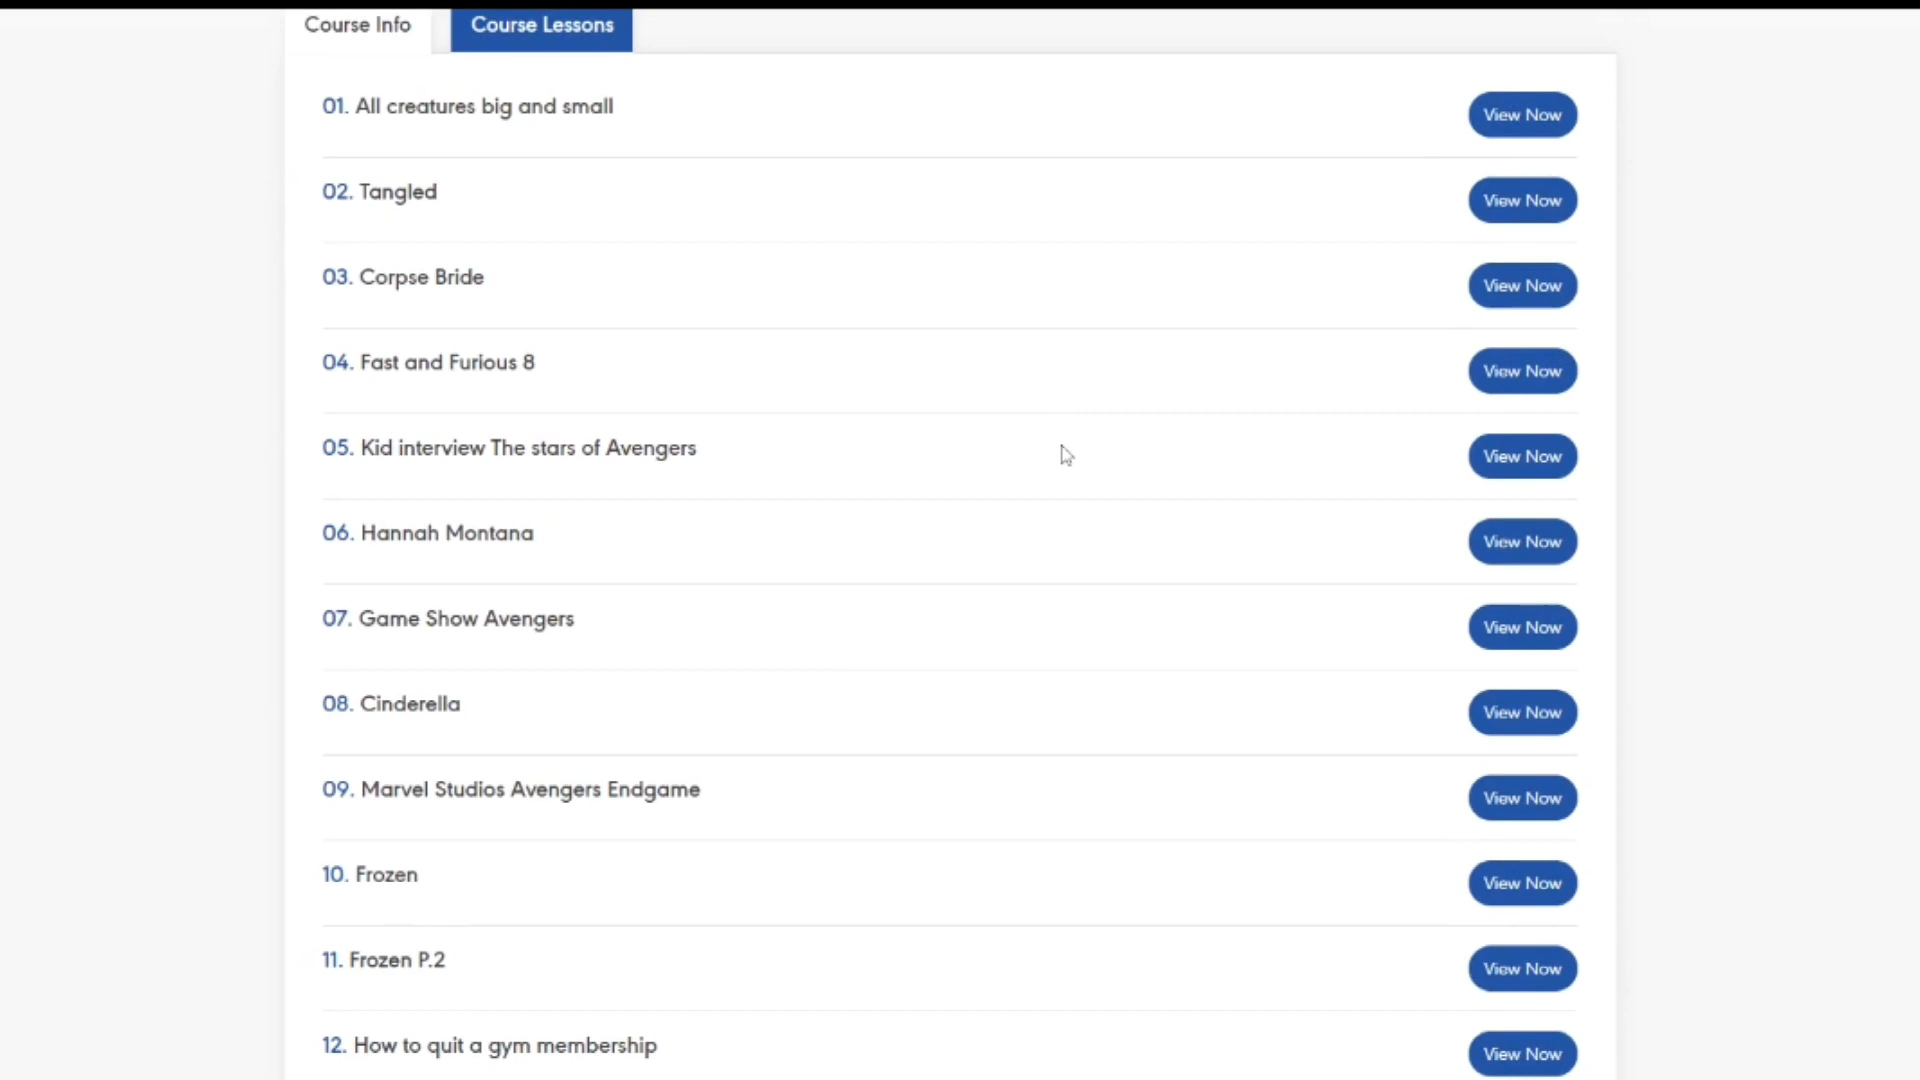 Course Info
Course Lessons
01. All creatures big and small
View Now
02. Tangled
View Now
03. Corpse Bride
View Now
04. Fast and Furious 8
View Now
05. Kid interview The stars of Avengers
View Now
06. Hannah Montana
View Now
07. Game Show Avengers
View Now
08. Cinderella
View Now
09. Marvel Studios Avengers Endgame
View Now
10. Frozen
View Now
11. Frozen P.2
View Now
12. How to quit a gym membership
View Now